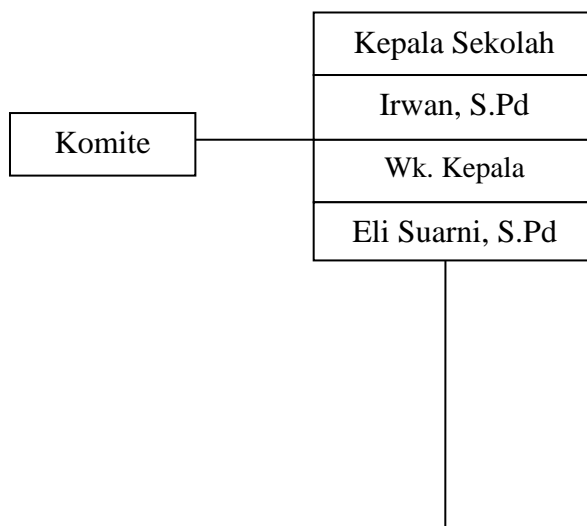 Kepala Sekolah
Irwan, S.Pd
Komite
Wk. Kepala
Eli Suarni, S.Pd